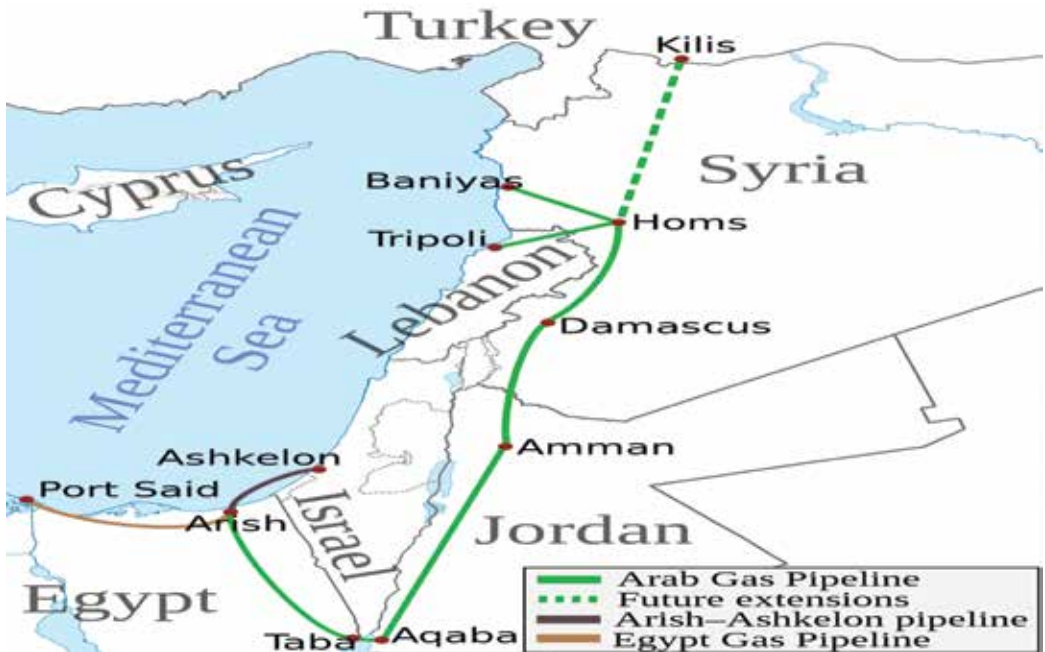 Turkey
Kilis
Cyprus
Syria
Baniyas
Homs
Tripoli
Mediterranean
Sea
Lebanon
Damascus
Amman
Ashkelon
Port Said
Arish
Israel
Jordan
Egypt
Taba
Aqaba
Arab Gas Pipeline
Future extensions
Arish–Ashkelon pipeline
Egypt Gas Pipeline